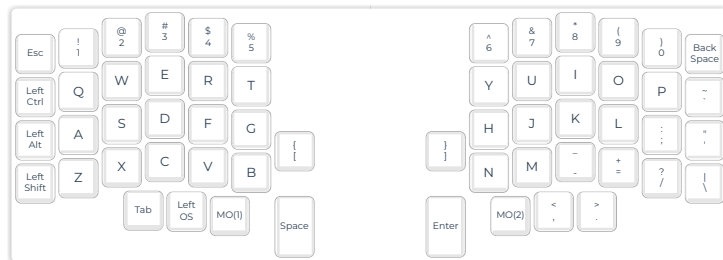 Esc ! 1 @ 2 # 3 $ 4 % 5 ^ 6 & 7 * 8 ( 9 ) 0 Back Space
Left Ctrl Q W E R T Y U I O P ~ `
Left Alt A S D F G H J K L : ; " '
Left Shift Z X C V B { [ } ] N M _ - + = ? / | \
Tab Left OS MO(1) Space Enter MO(2) < , > .